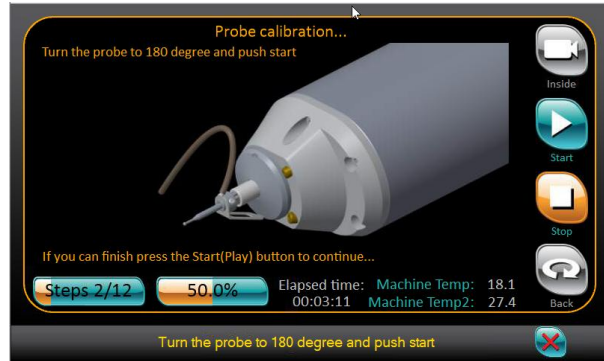 Probe calibration...
Turn the probe to 180 degree and push start
Inside
Start
Stop
If you can finish press the Start(Play) button to continue...
Steps 2/12
50.0%
Elapsed time:
00:03:11
Machine Temp: 18.1
Machine Temp2: 27.4
Back
Turn the probe to 180 degree and push start